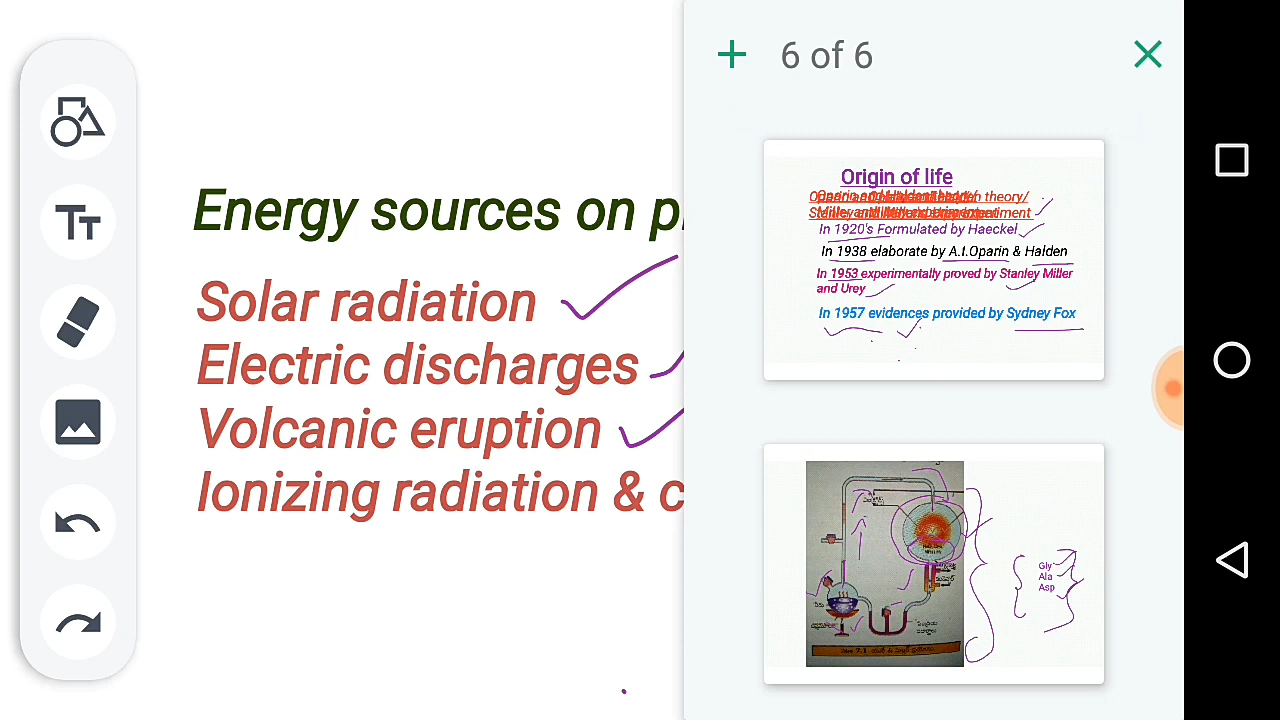 Energy sources on p
Solar radiation
Electric discharges
Volcanic eruption
Ionizing radiation & c
6 of 6
Origin of life
In 1920's Formulated by Haeckel
In 1938 elaborate by A.I.Oparin & Halden
In 1953 experimentally proved by Stanley Miller
and Urey
In 1957 evidences provided by Sydney Fox
Gly
Ala
Asp